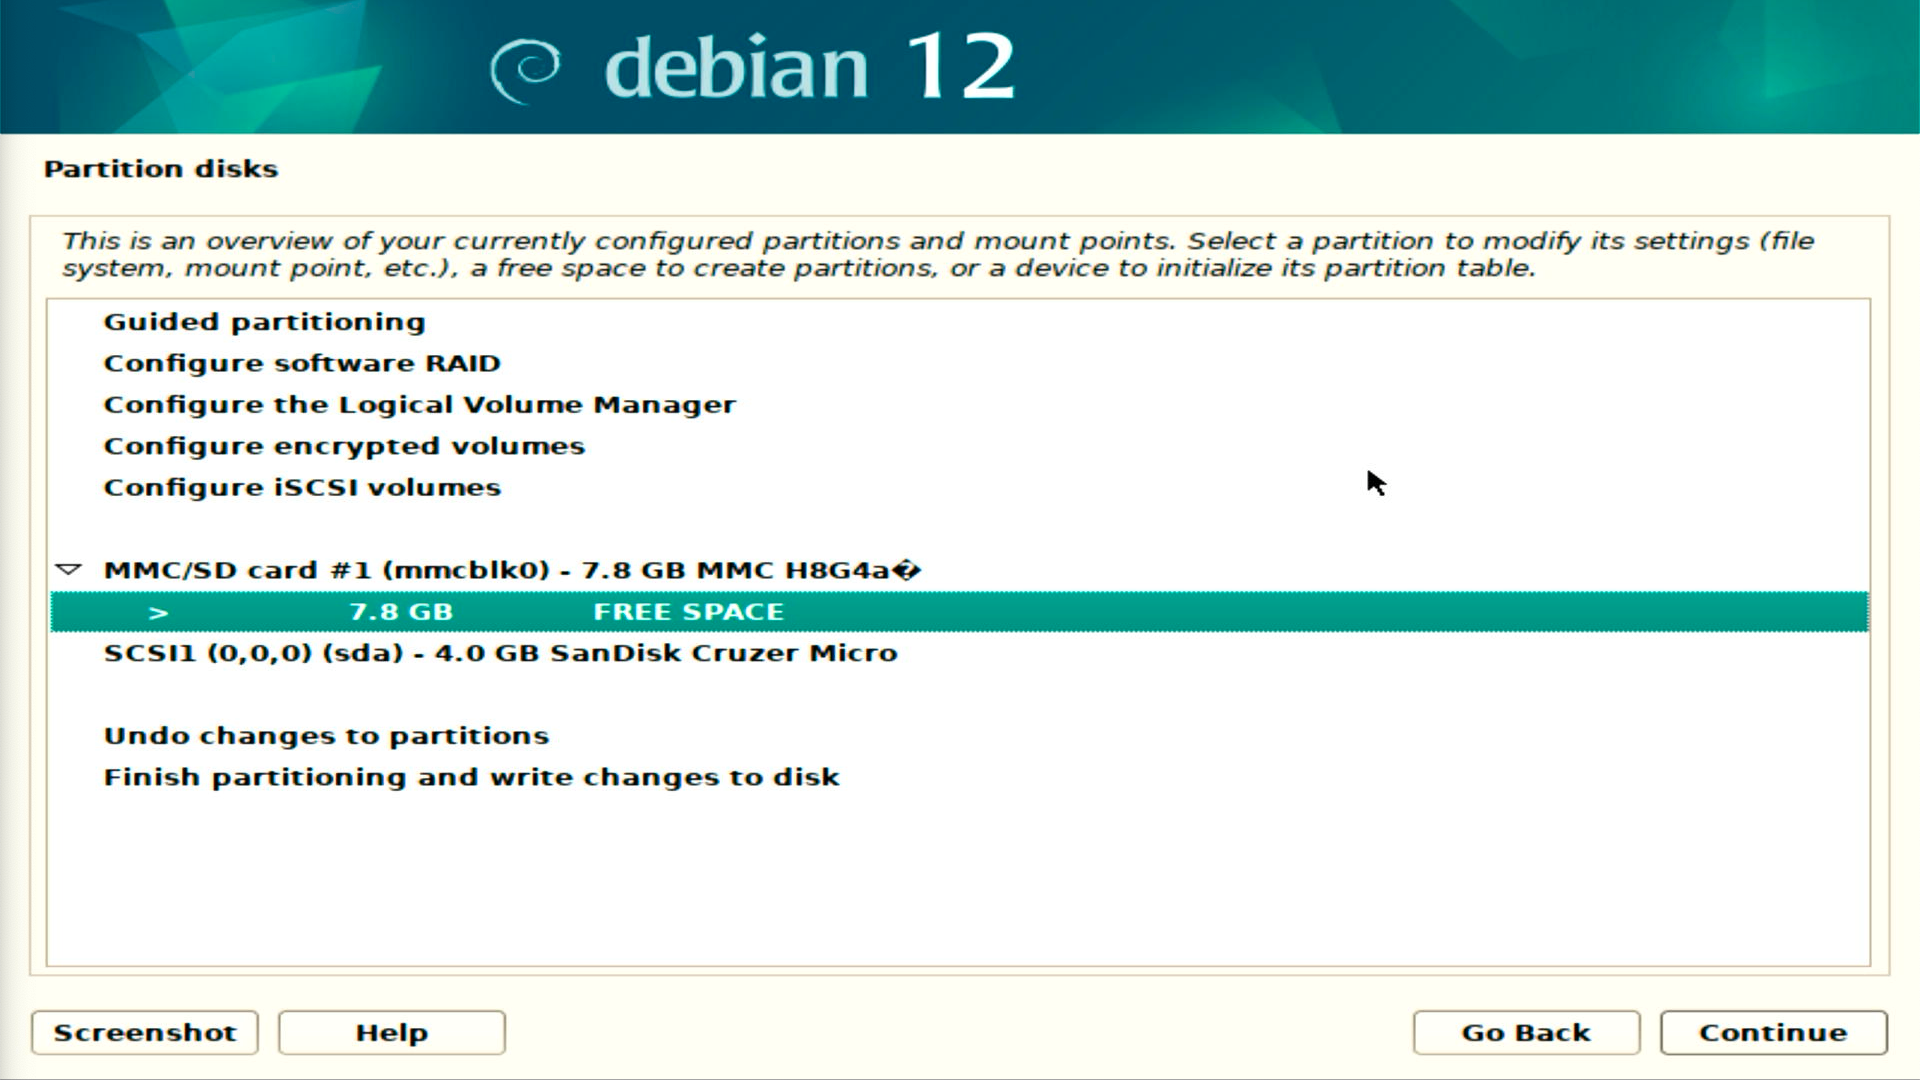 debian 12
Partition disks
This is an overview of your currently configured partitions and mount points. Select a partition to modify its settings (file
system, mount point, etc.), a free space to create partitions, or a device to initialize its partition table.
Guided partitioning
Configure software RAID
Configure the Logical Volume Manager
Configure encrypted volumes
Configure iSCSI volumes
MMC/SD card #1 (mmcblk0) - 7.8 GB MMC H8G4a�
> 7.8 GB FREE SPACE
SCSI1 (0,0,0) (sda) - 4.0 GB SanDisk Cruzer Micro
Undo changes to partitions
Finish partitioning and write changes to disk
Screenshot Help Go Back Continue